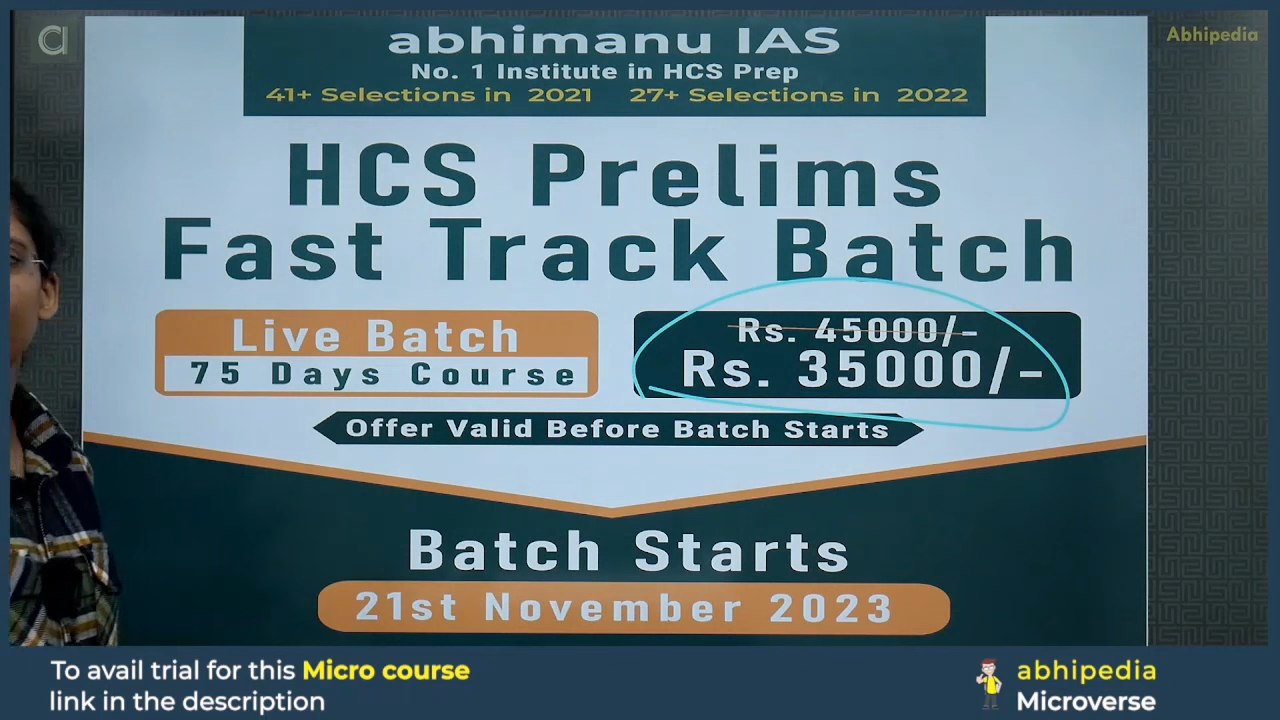 Abhipedia
abhimanu IAS
No. 1 Institute in HCS Prep
41+ Selections in 2021 27+ Selections in 2022
HCS Prelims
Fast Track Batch
Live Batch
75 Days Course
Rs. 45000/-
Rs. 35000/-
Offer Valid Before Batch Starts
Batch Starts
21st November 2023
To avail trial for this Micro course
link in the description
abhipedia
Microverse